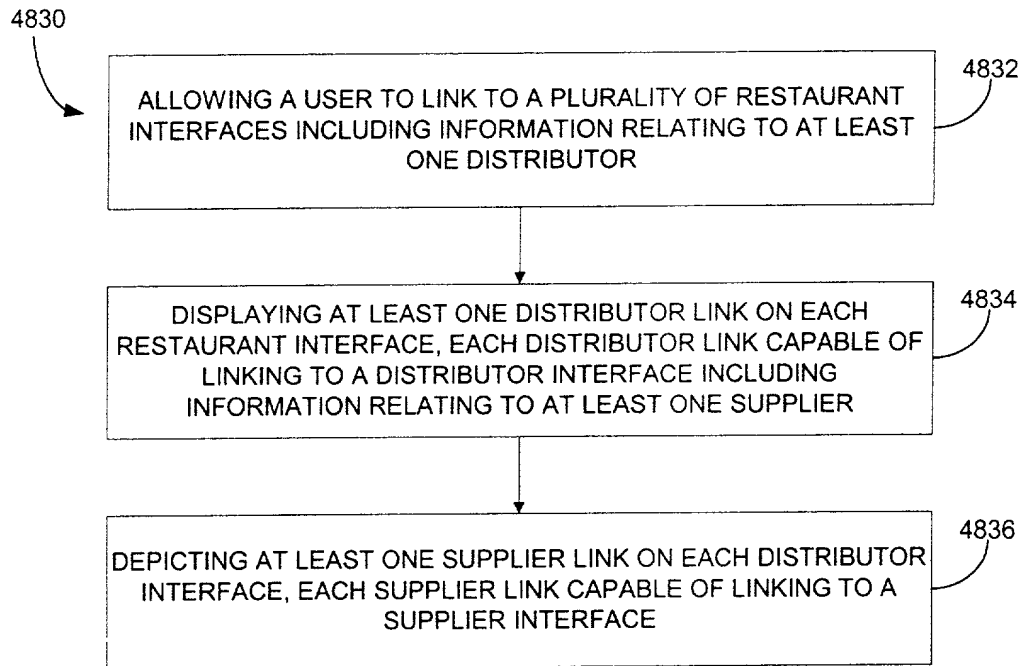 4830
4832
ALLOWING A USER TO LINK TO A PLURALITY OF RESTAURANT
INTERFACES INCLUDING INFORMATION RELATING TO AT LEAST
ONE DISTRIBUTOR
4834
DISPLAYING AT LEAST ONE DISTRIBUTOR LINK ON EACH
RESTAURANT INTERFACE, EACH DISTRIBUTOR LINK CAPABLE OF
LINKING TO A DISTRIBUTOR INTERFACE INCLUDING
INFORMATION RELATING TO AT LEAST ONE SUPPLIER
4836
DEPICTING AT LEAST ONE SUPPLIER LINK ON EACH DISTRIBUTOR
INTERFACE, EACH SUPPLIER LINK CAPABLE OF LINKING TO A
SUPPLIER INTERFACE